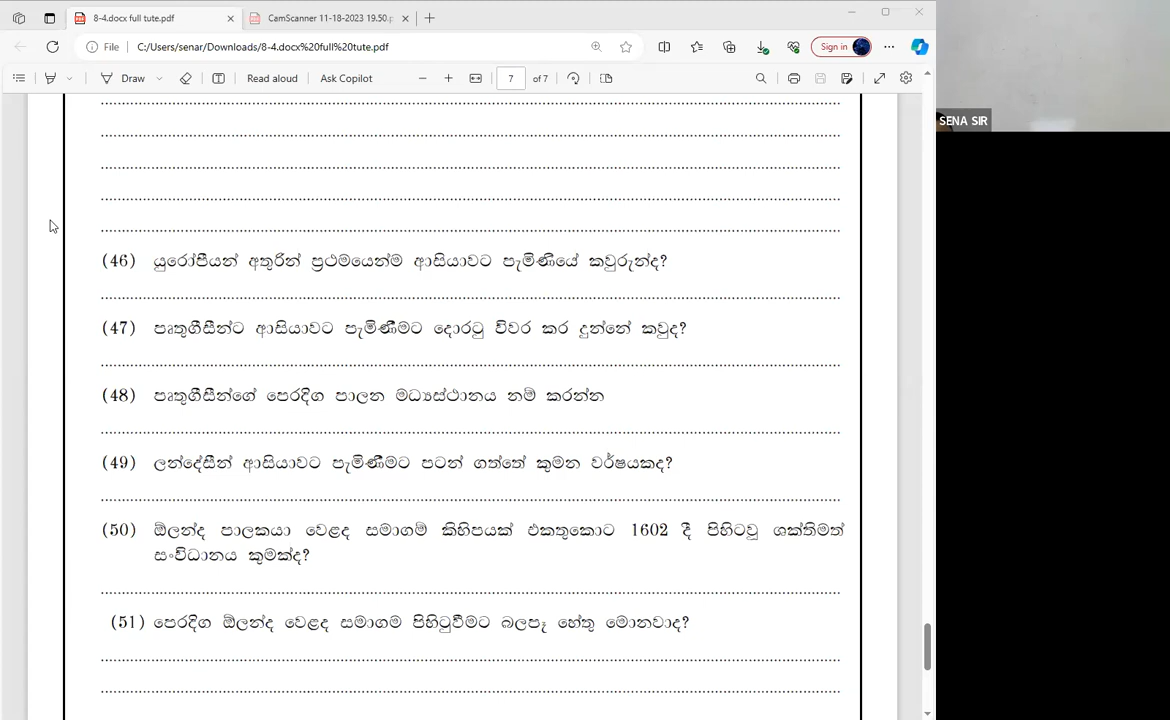 8-4.docx full tute.pdf
CamScanner 11-18-2023 19.50.p
File C:/Users/senar/Downloads/8-4.docx%20full%20tute.pdf
Sign in
Draw Read aloud Ask Copilot 7 of 7
SENA SIR
(46) යුරෝපීයන් අතුරින් ප්‍රථමයෙන්ම ආසියාවට පැමිණියේ කවුරුන්ද?
(47) පෘතුගීසීන්ට ආසියාවට පැමිණීමට දොරටු විවර කර දුන්නේ කවුද?
(48) පෘතුගීසීන්ගේ පෙරදිග පාලන මධ්‍යස්ථානය නම් කරන්න
(49) ලන්දේසීන් ආසියාවට පැමිණීමට පටන් ගත්තේ කුමන වර්ෂයකද?
(50) ඕලන්ද පාලකයා වෙළද සමාගම් කිහිපයක් එකතුකොට 1602 දී පිහිටවු ශක්තිමත්
සංවිධානය කුමක්ද?
(51) පෙරදිග ඕලන්ද වෙළද සමාගම පිහිටුවීමට බලපෑ හේතු මොනවාද?